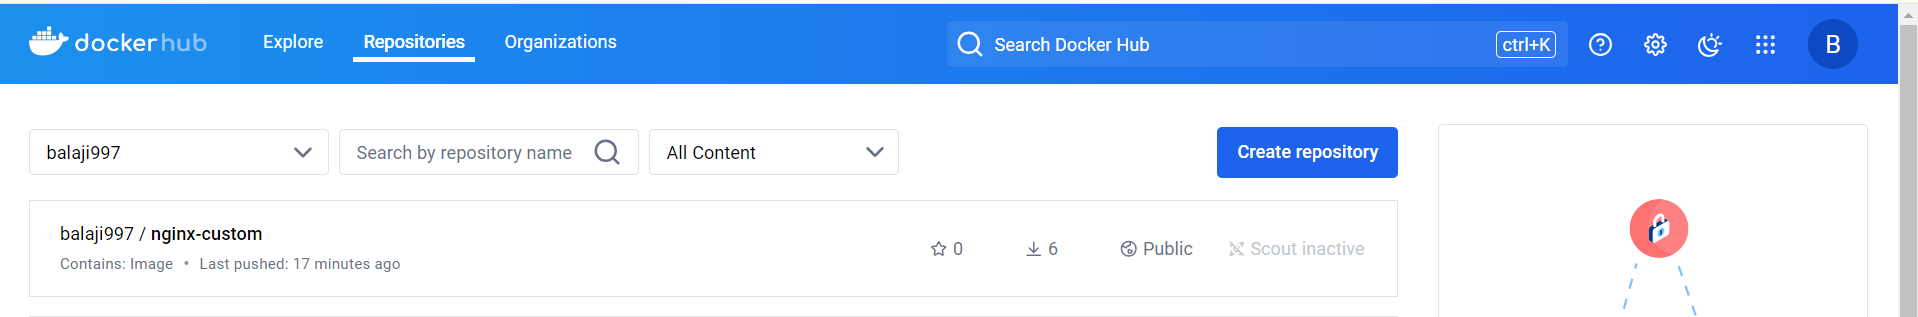 dockerhub Explore Repositories Organizations Search Docker Hub ctrl+K B
balaji997 Search by repository name All Content Create repository
balaji997 / nginx-custom
0 6 Public Scout inactive
Contains: Image • Last pushed: 17 minutes ago